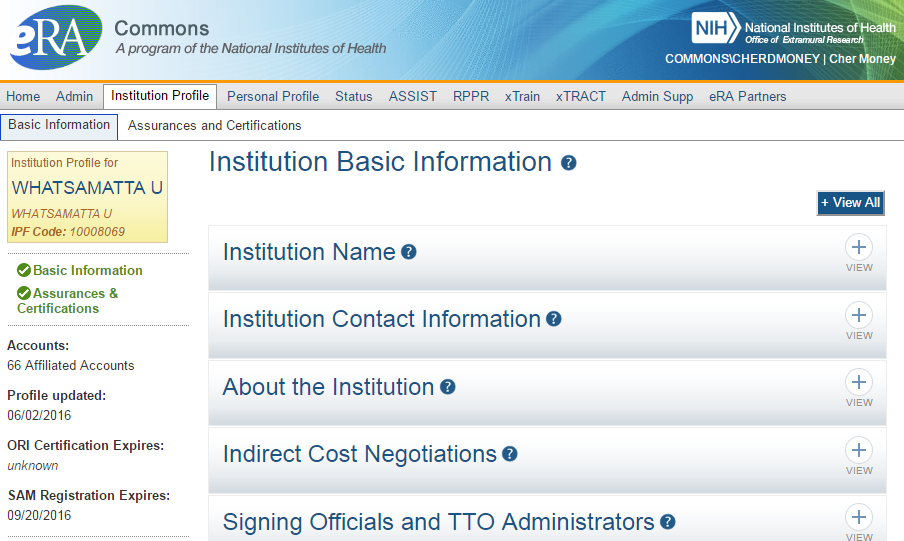 eRA
Commons
A program of the National Institutes of Health
NIH
National Institutes of Health
Office of Extramural Research
COMMONS\CHERDMONEY | Cher Money
Home Admin Institution Profile Personal Profile Status ASSIST RPPR xTrain xTRACT Admin Supp eRA Partners
Basic Information Assurances and Certifications
Institution Profile for
WHATSAMATTA U
WHATSAMATTA U
IPF Code: 10008069
Basic Information
Assurances &
Certifications
Accounts:
66 Affiliated Accounts
Profile updated:
06/02/2016
ORI Certification Expires:
unknown
SAM Registration Expires:
09/20/2016
Institution Basic Information ?
+ View All
Institution Name ?
+
VIEW
Institution Contact Information ?
+
VIEW
About the Institution ?
+
VIEW
Indirect Cost Negotiations ?
+
VIEW
Signing Officials and TTO Administrators ?
+
VIEW